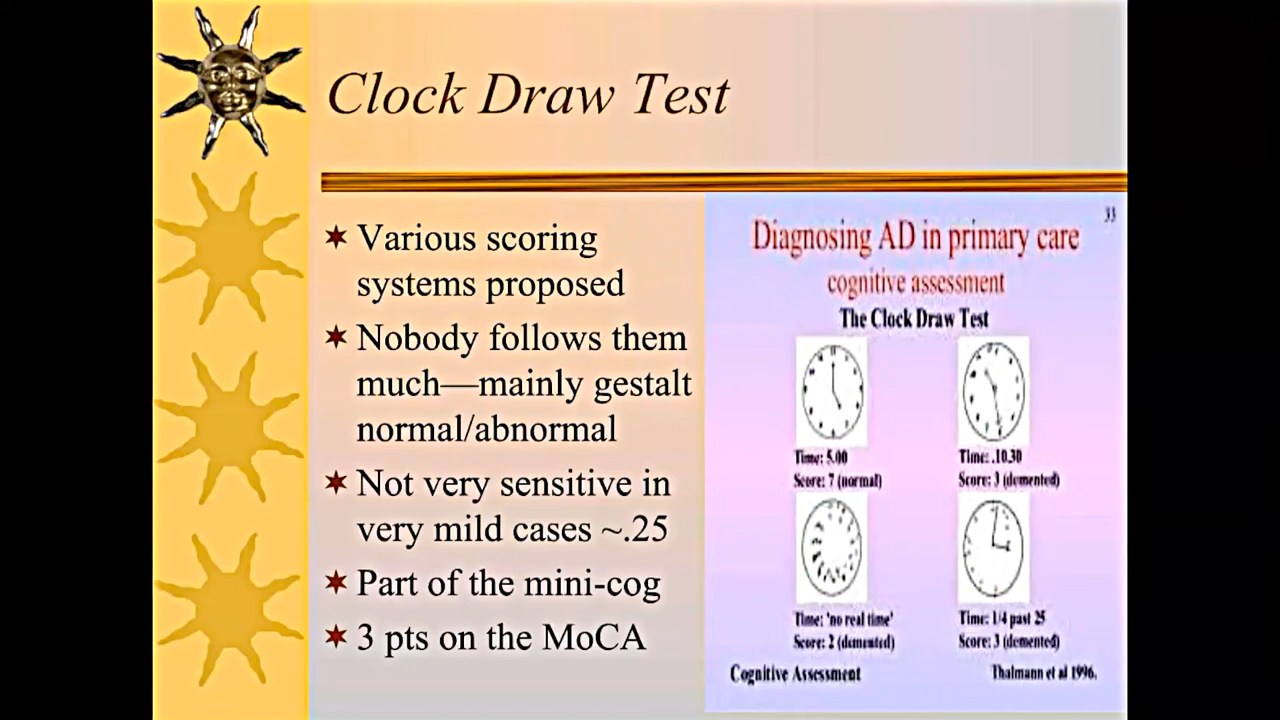 Clock Draw Test
Various scoring
systems proposed
Nobody follows them
much—mainly gestalt
normal/abnormal
Not very sensitive in
very mild cases ~.25
Part of the mini-cog
3 pts on the MoCA
33
Diagnosing AD in primary care
cognitive assessment
The Clock Draw Test
Time: 5.00
Score: 7 (normal)
Time: .10.30
Score: 3 (demented)
Time: 'no real time'
Score: 2 (demented)
Time: 1/4 past 25
Score: 3 (demented)
Cognitive Assessment
Thalmann et al 1996.